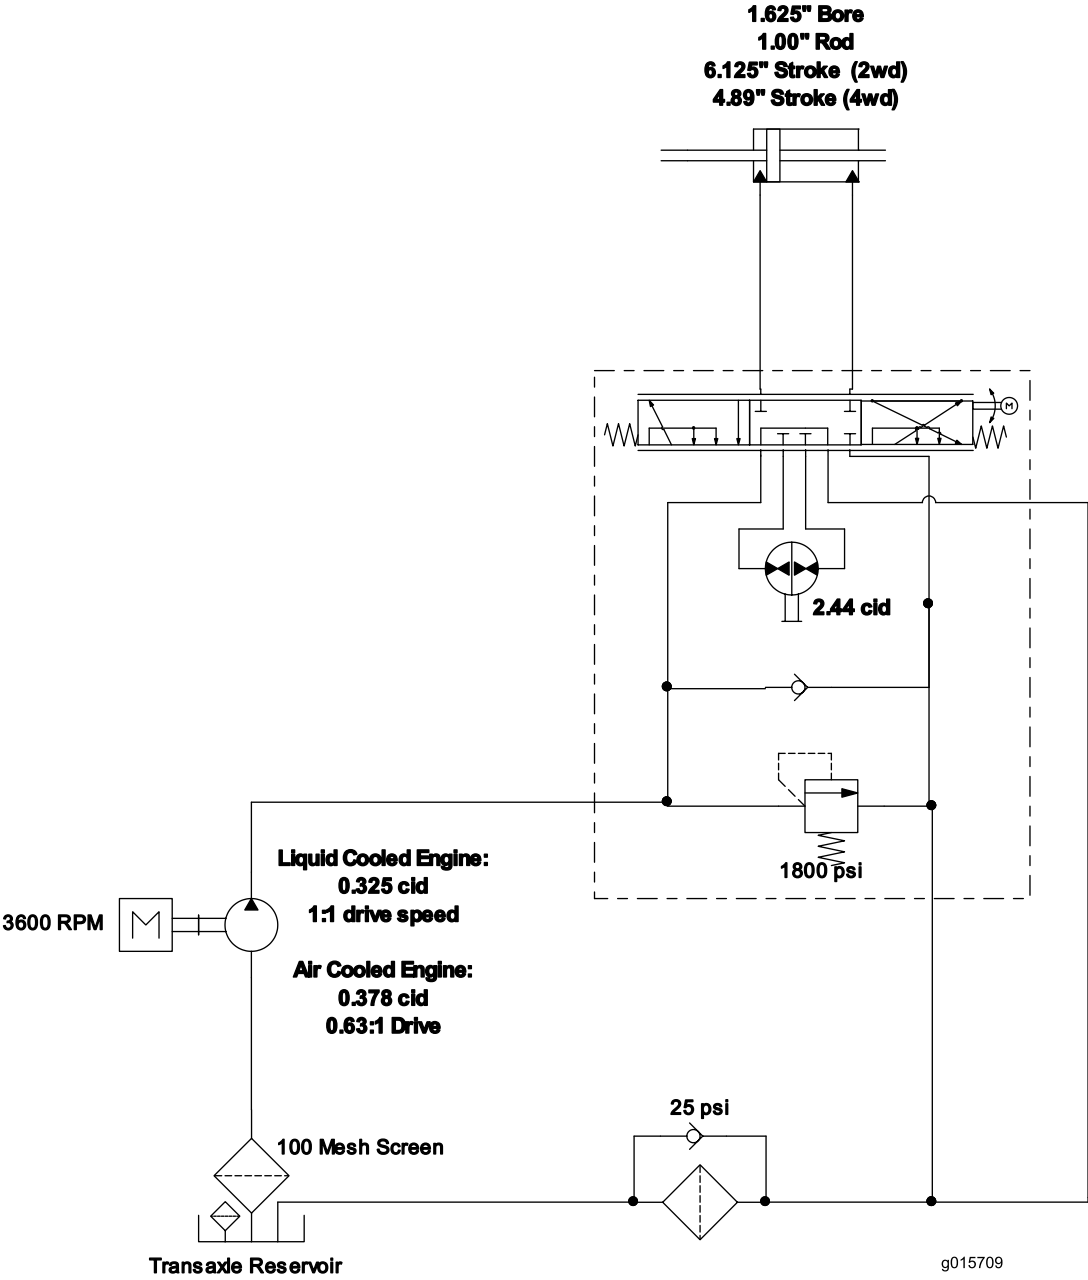 1.625" Bore
1.00" Rod
6.125" Stroke (2wd)
4.89" Stroke (4wd)
M
2.44 cid
1800 psi
Liquid Cooled Engine:
0.325 cid
1:1 drive speed
3600 RPM
M
Air Cooled Engine:
0.378 cid
0.63:1 Drive
25 psi
100 Mesh Screen
Transaxle Reservoir
g015709